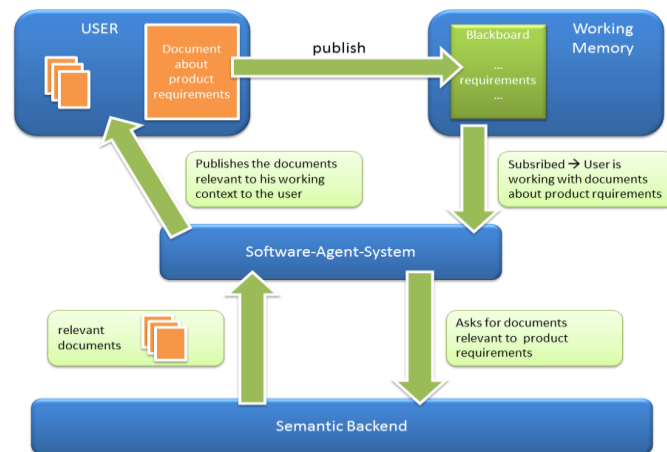 USER
Document
about
product
requirements
publish
Blackboard
...
requirements
...
Working
Memory
Publishes the documents
relevant to his working
context to the user
Subsribed → User is
working with documents
about product rquirements
Software-Agent-System
relevant
documents
Asks for documents
relevant to product
requirements
Semantic Backend